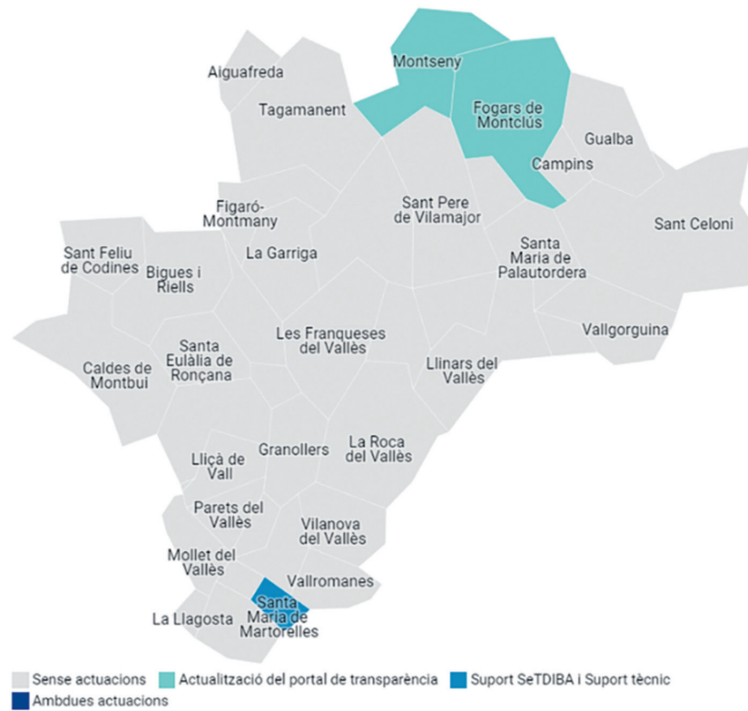 Montseny
Aiguafreda
Tagamanent
Fogars de
Montclús
Gualba
Campins
Figaró-
Montmany
Sant Pere
de Vilamajor
Sant Celoni
Sant Feliu
de Codines
La Garriga
Santa
Maria de
Palautordera
Bigues i
Riells
Vallgorguina
Santa
Eulàlia de
Ronçana
Les Franqueses
del Vallès
Caldes de
Montbui
Llinars del
Vallès
Granollers
La Roca
del Vallès
Lliçà de
Vall
Parets del
Vallès
Vilanova
del Vallès
Mollet del
Vallès
Vallromanes
La Llagosta
Santa
Maria de
Martorelles
Sense actuacions
Actualització del portal de transparència
Suport SeTDIBA i Suport tècnic
Ambdues actuacions